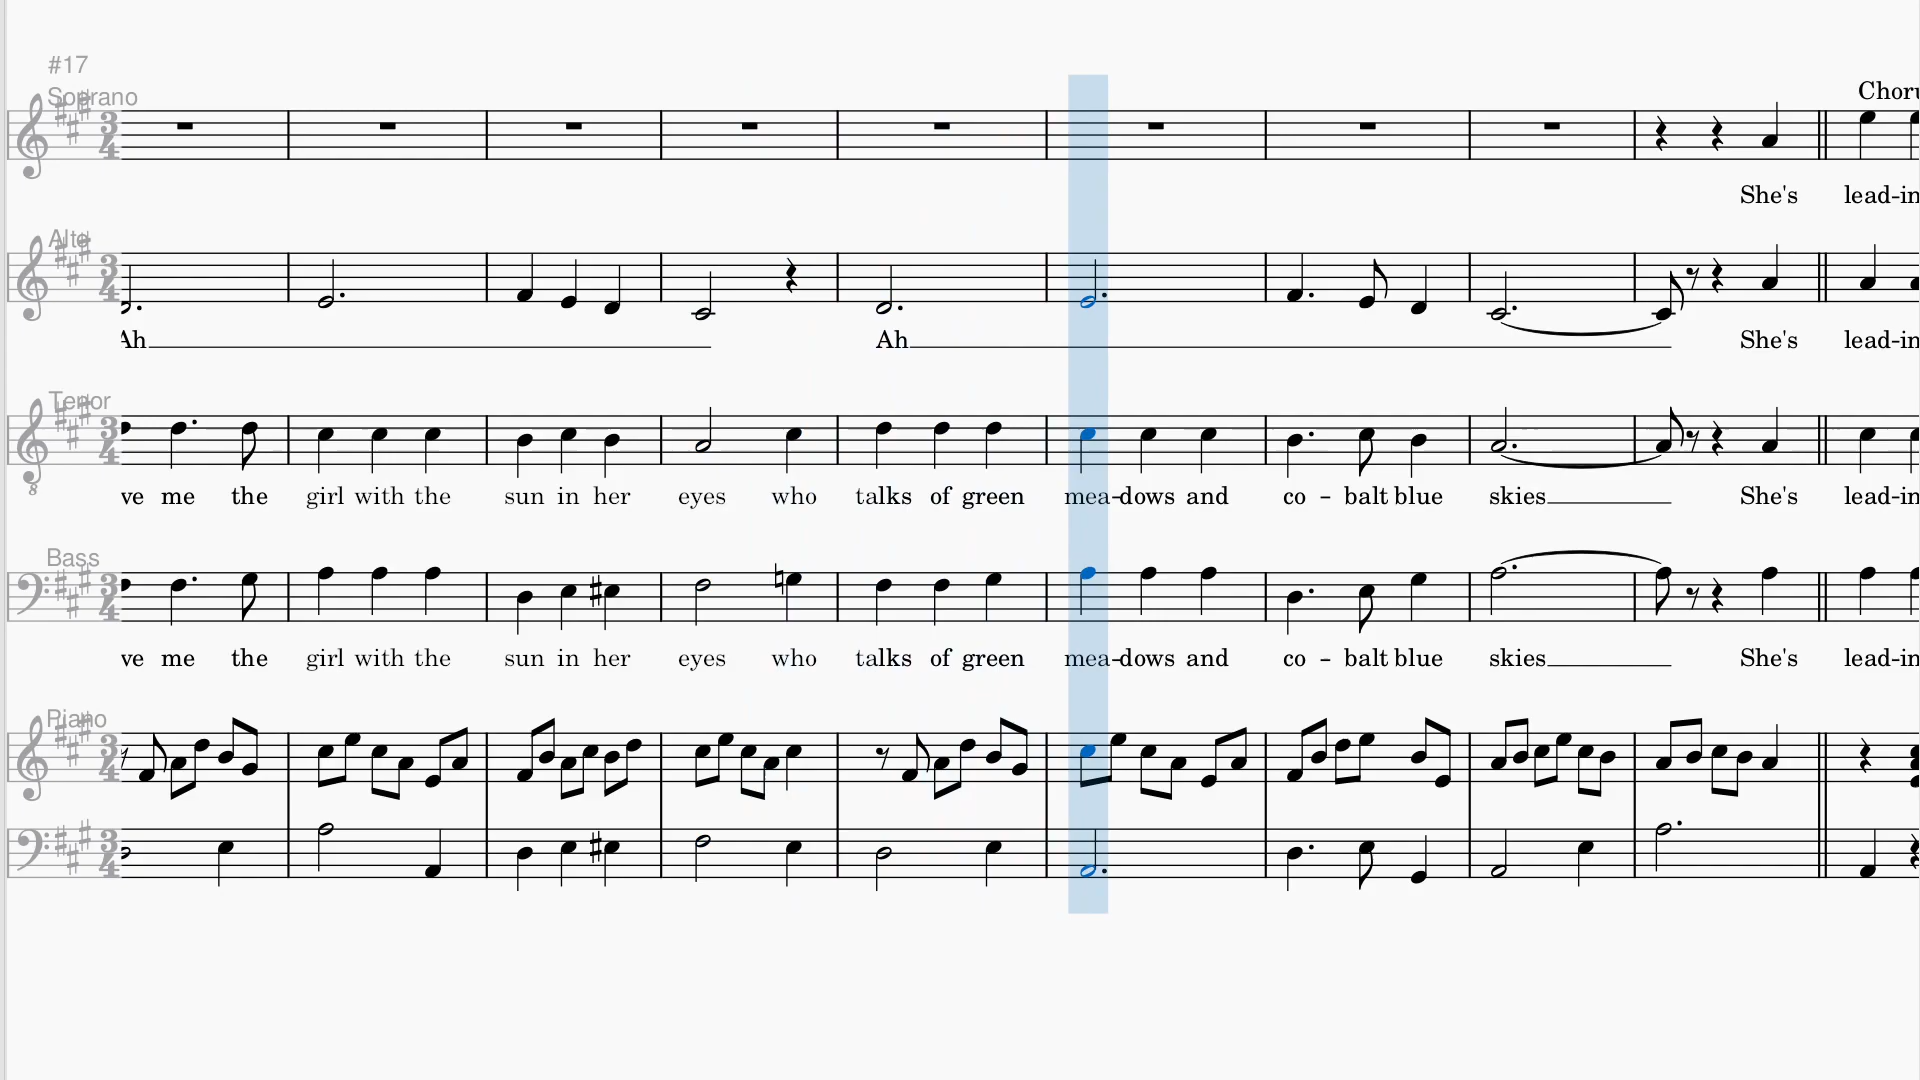 #17
Soprano
Chor
She's lead-in
Alto
Ah Ah She's lead-in
Tenor
ve me the girl with the sun in her eyes who talks of green mea-dows and co - balt blue skies She's lead-in
8
Bass
ve me the girl with the sun in her eyes who talks of green mea-dows and co - balt blue skies She's lead-in
Piano